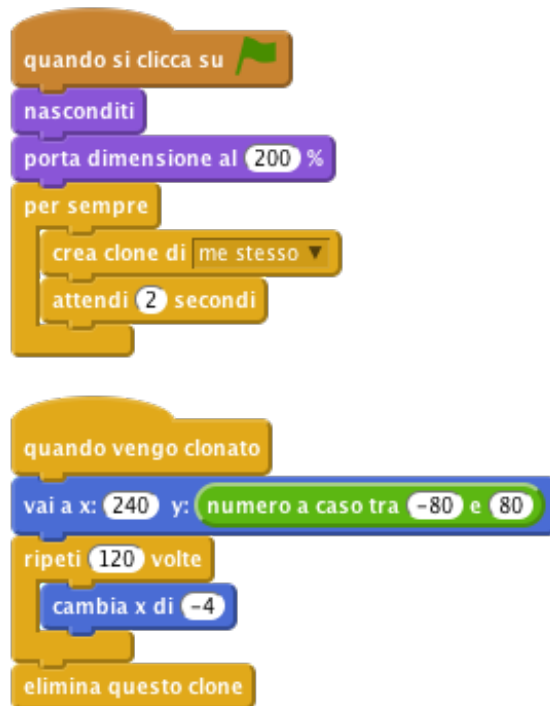 quando si clicca su
nasconditi
porta dimensione al 200 %
per sempre
crea clone di me stesso
attendi 2 secondi
quando vengo clonato
vai a x: 240 y: numero a caso tra -80 e 80
ripeti 120 volte
cambia x di -4
elimina questo clone